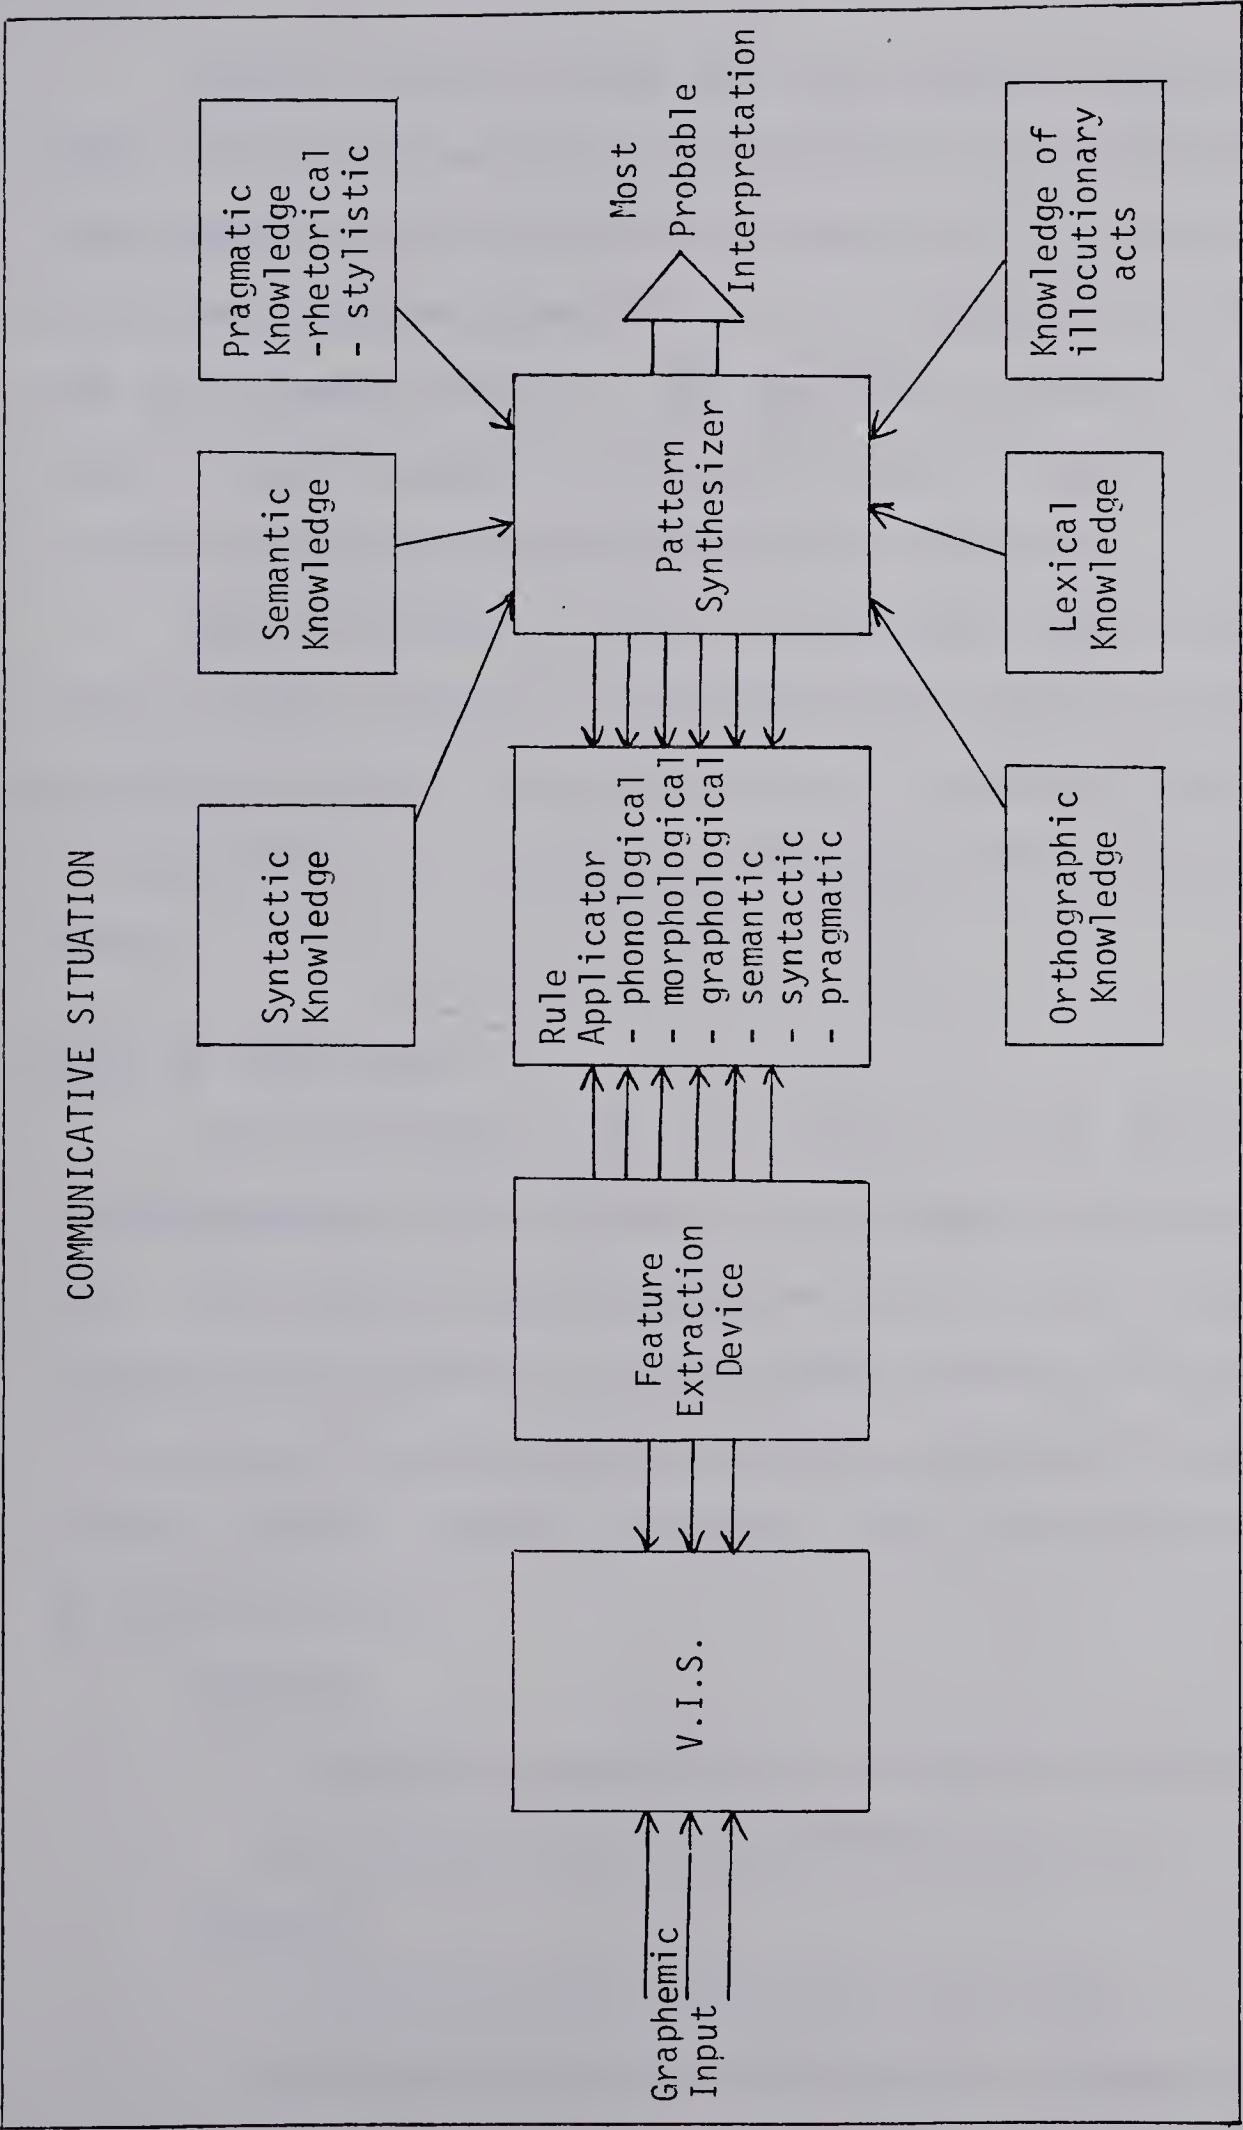 COMMUNICATIVE SITUATION
Syntactic
Knowledge
Semantic
Knowledge
Pragmatic
Knowledge
-rhetorical
- stylistic
Graphemic
Input
V.I.S.
Feature
Extraction
Device
Rule
Applicator
- phonological
- morphological
- graphological
- semantic
- syntactic
- pragmatic
Pattern
Synthesizer
Most
Probable
Interpretation
Orthographic
Knowledge
Lexical
Knowledge
Knowledge of
illocutionary
acts